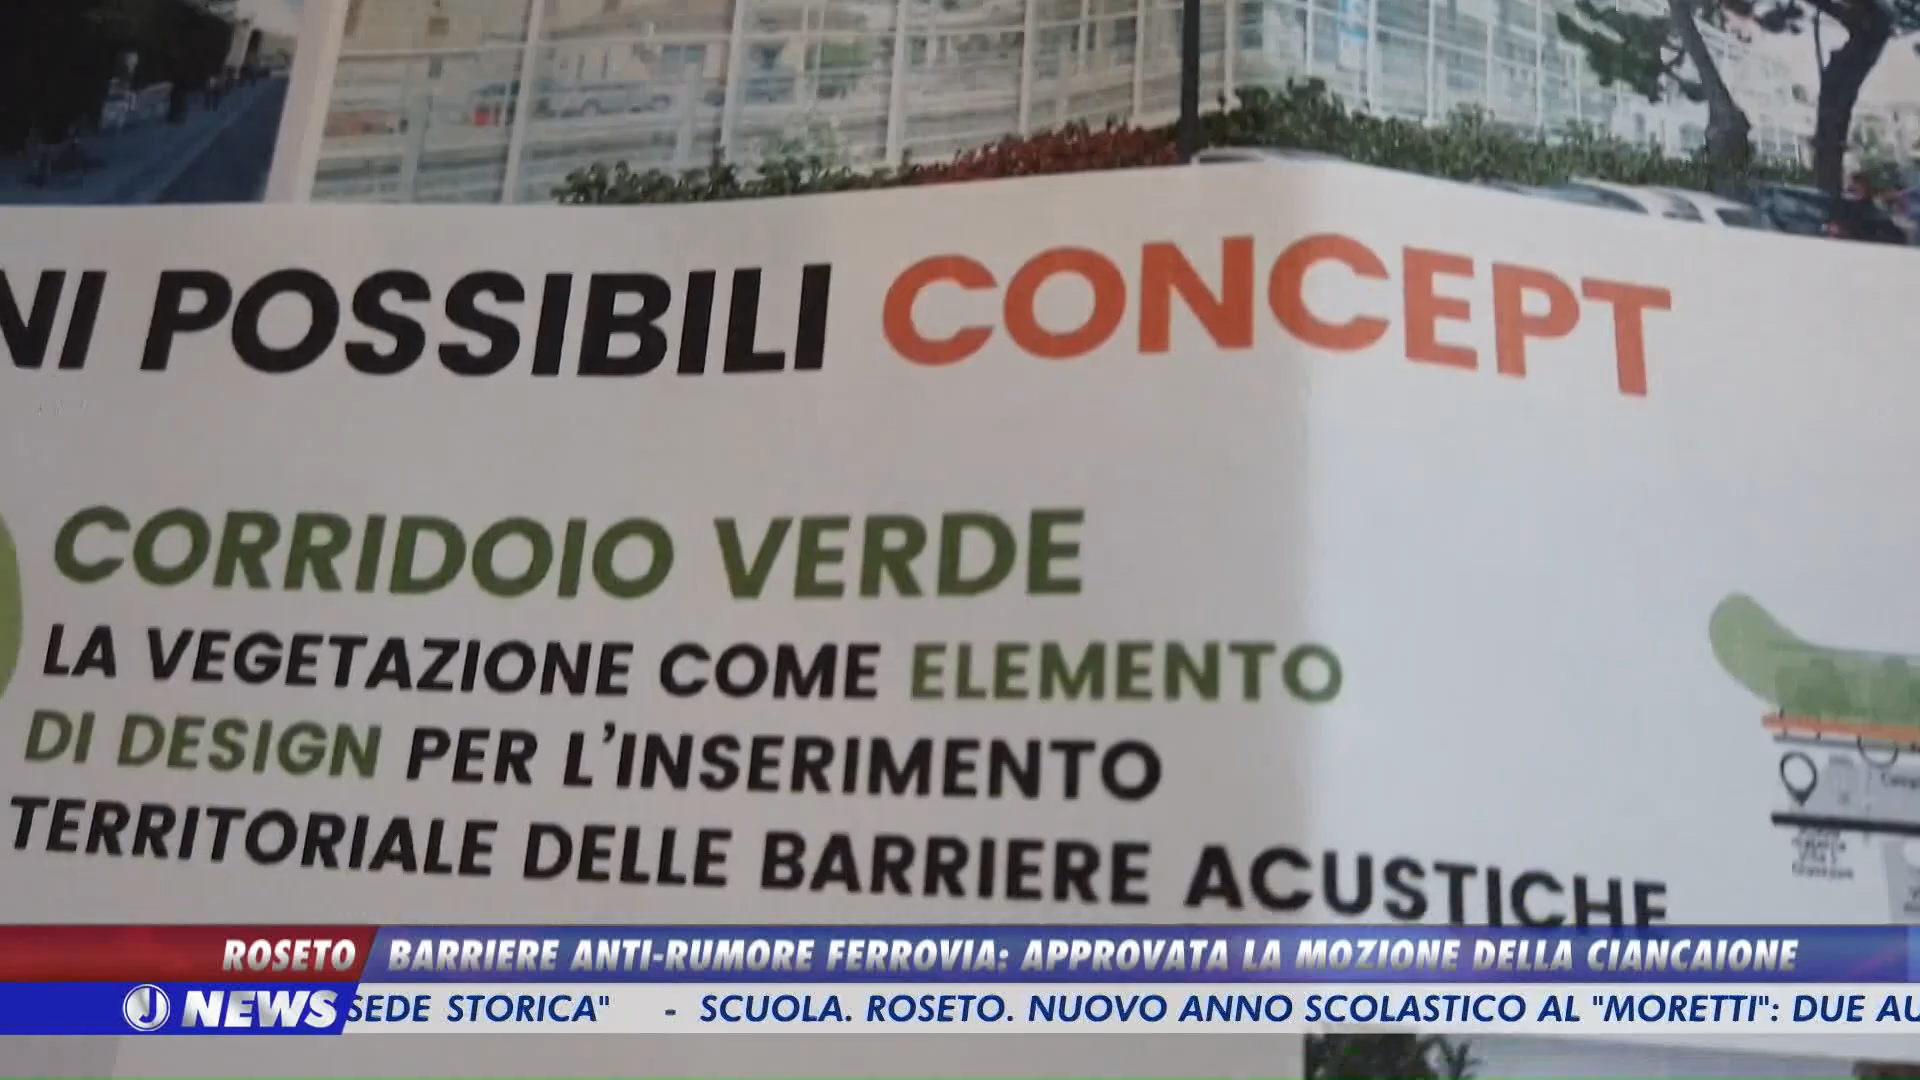 NI POSSIBILI CONCEPT
CORRIDOIO VERDE
LA VEGETAZIONE COME ELEMENTO
DI DESIGN PER L'INSERIMENTO
TERRITORIALE DELLE BARRIERE ACUSTICHE
ROSETO BARRIERE ANTI-RUMORE FERROVIA: APPROVATA LA MOZIONE DELLA CIANCAIONE
J NEWS SEDE STORICA" - SCUOLA. ROSETO. NUOVO ANNO SCOLASTICO AL "MORETTI": DUE AU